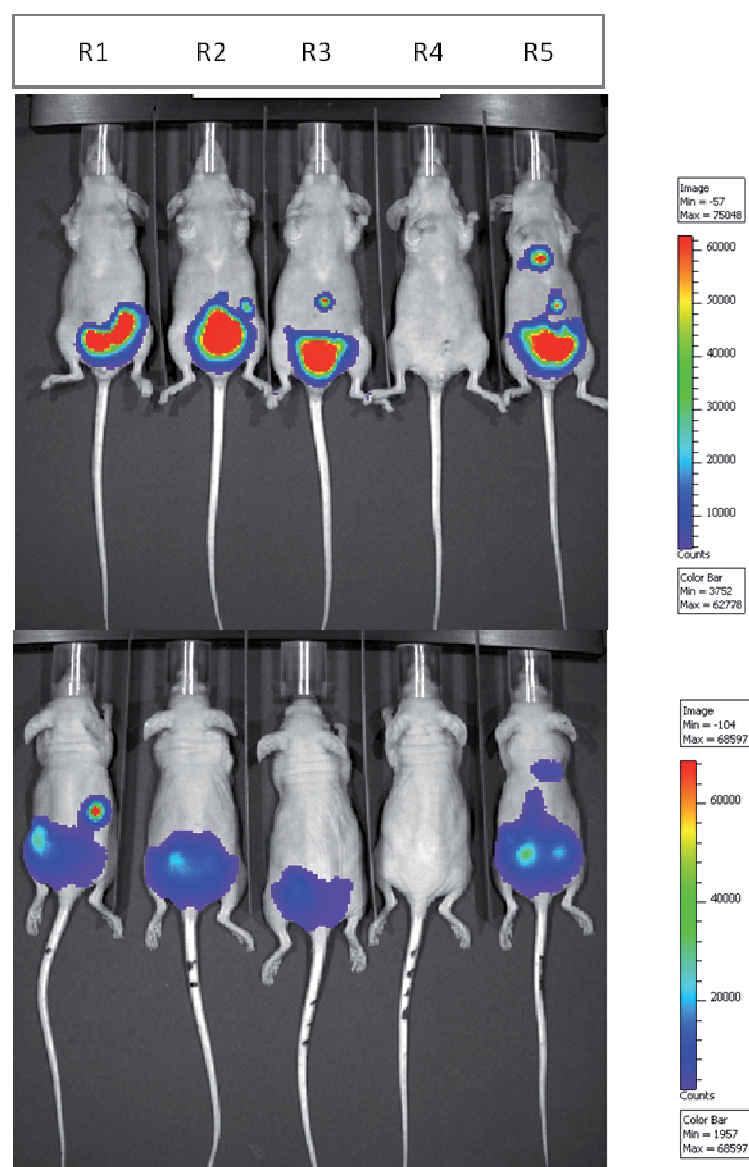 R1 R2 R3 R4 R5
Image
Min = -57
Max = 75048
60000
50000
40000
30000
20000
10000
Counts
Color Bar
Min = 3752
Max = 62778
Image
Min = -104
Max = 68597
60000
40000
20000
Counts
Color Bar
Min = 1957
Max = 68597